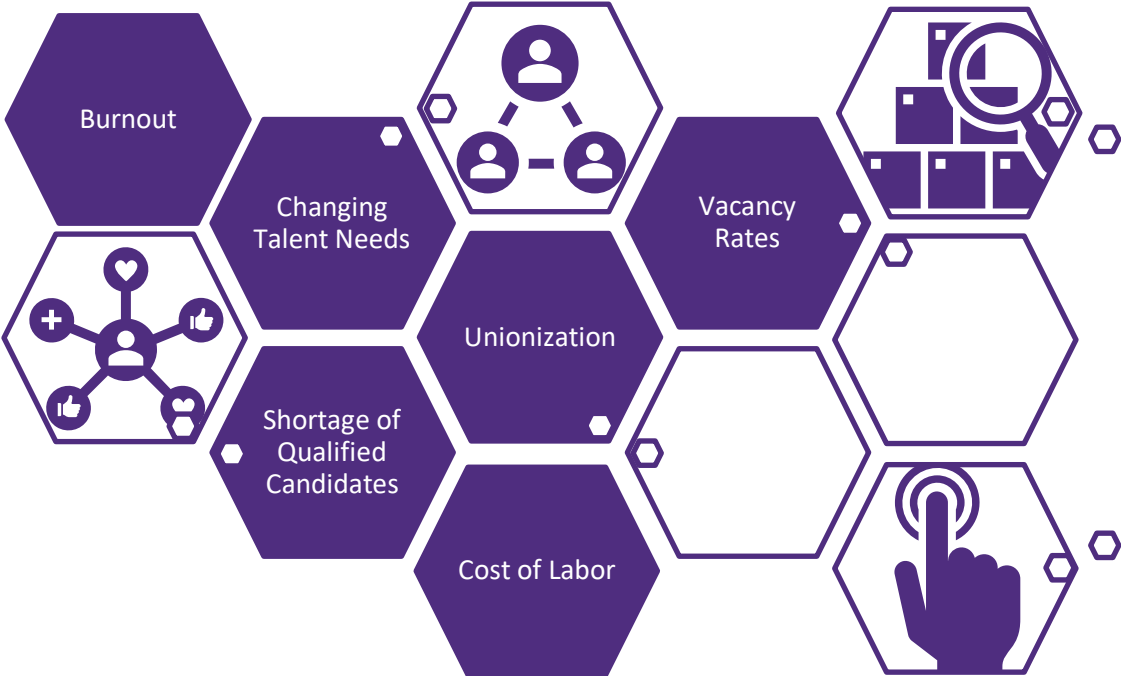 Burnout
Changing
Talent Needs
Vacancy
Rates
Unionization
Shortage of
Qualified
Candidates
Cost of Labor